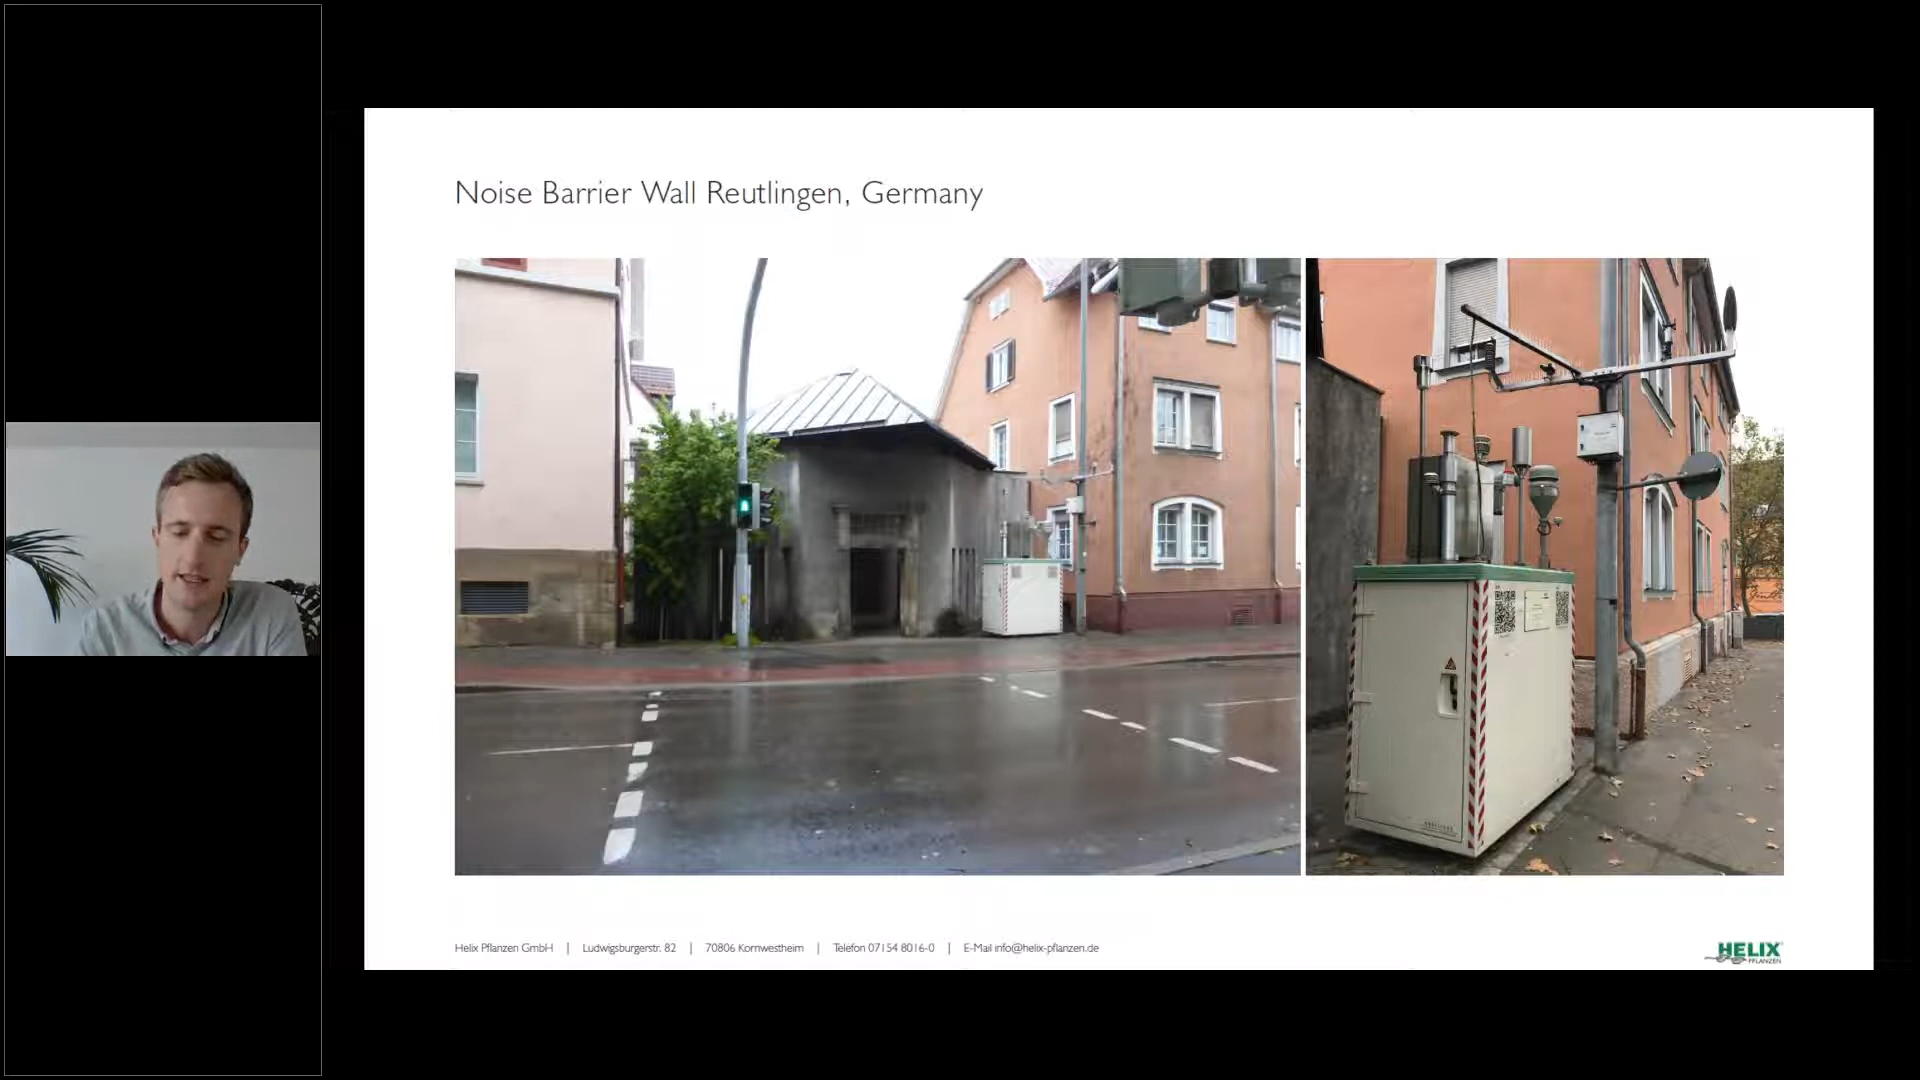 Noise Barrier Wall Reutlingen, Germany
Helix Pflanzen GmbH | Ludwigsburgerstr. 82 | 70806 Kornwestheim | Telefon 07154 8016-0 | E-Mail info@helix-pflanzen.de
HELIX
PFLANZEN